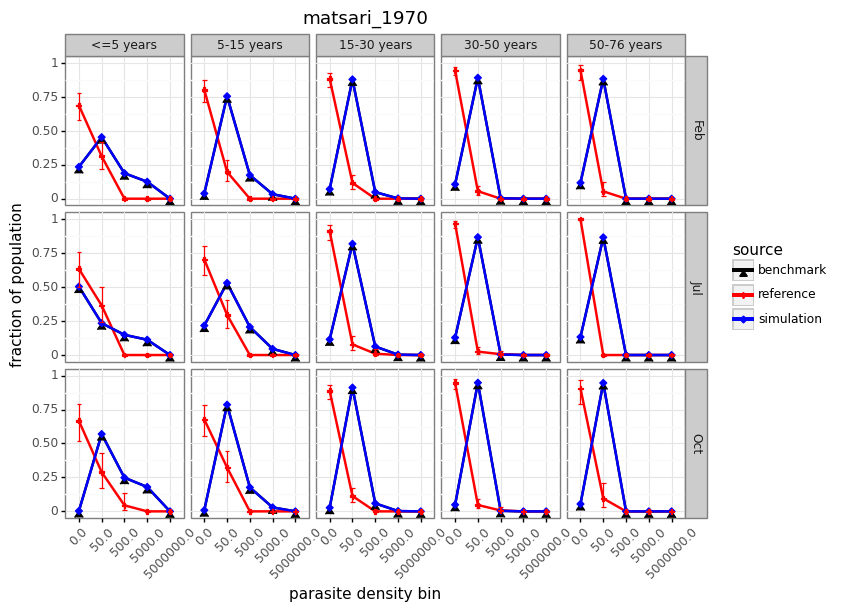 matsari_1970
<=5 years 5-15 years 15-30 years 30-50 years 50-76 years
1
0.75
0.50
0.25
0
Feb
1
0.75
0.50
0.25
0
Jul
1
0.75
0.50
0.25
0
Oct
fraction of population
0.0 50.0 500.0 5000.0 5000000.0 0.0 50.0 500.0 5000.0 5000000.0 0.0 50.0 500.0 5000.0 5000000.0 0.0 50.0 500.0 5000.0 5000000.0 0.0 50.0 500.0 5000.0 5000000.0
parasite density bin
source
benchmark
reference
simulation